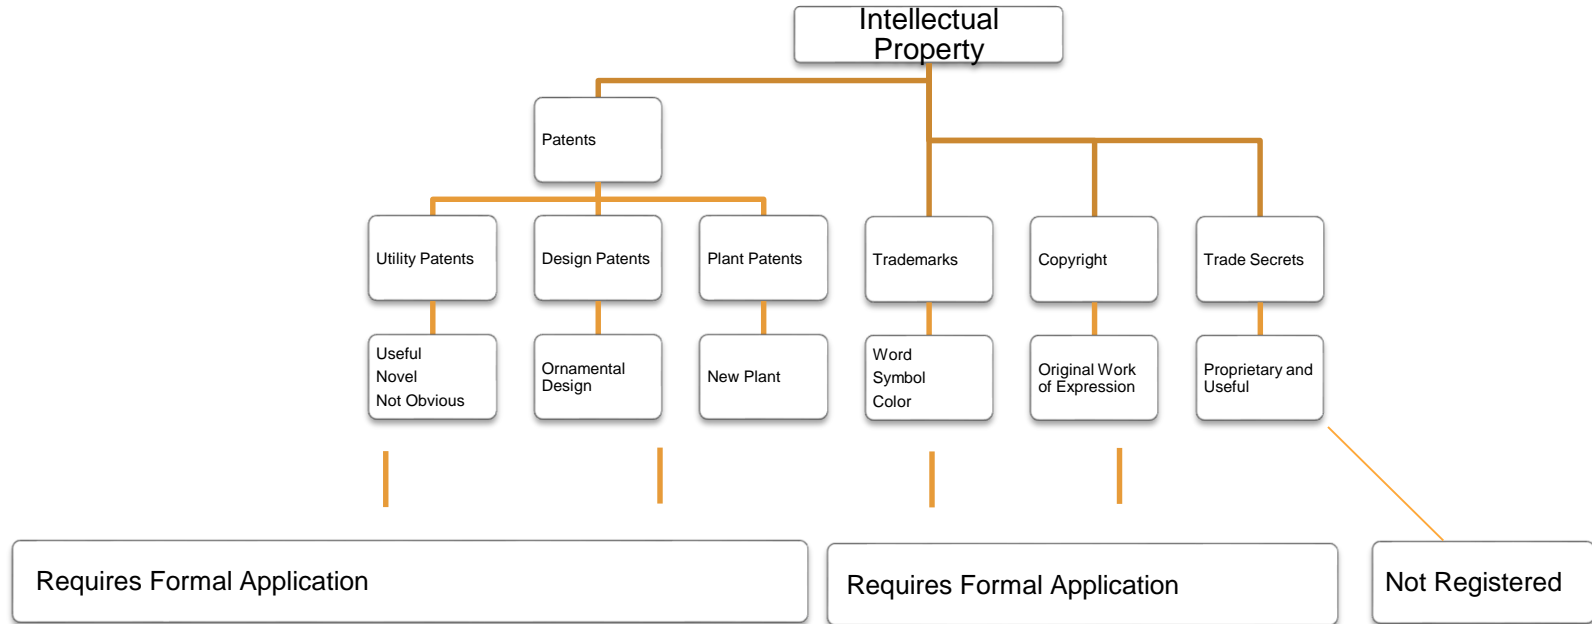 Intellectual
Property
Patents
Utility Patents
Design Patents
Plant Patents
Trademarks
Copyright
Trade Secrets
Useful
Novel
Not Obvious
Ornamental
Design
New Plant
Word
Symbol
Color
Original Work
of Expression
Proprietary and
Useful
Requires Formal Application
Requires Formal Application
Not Registered